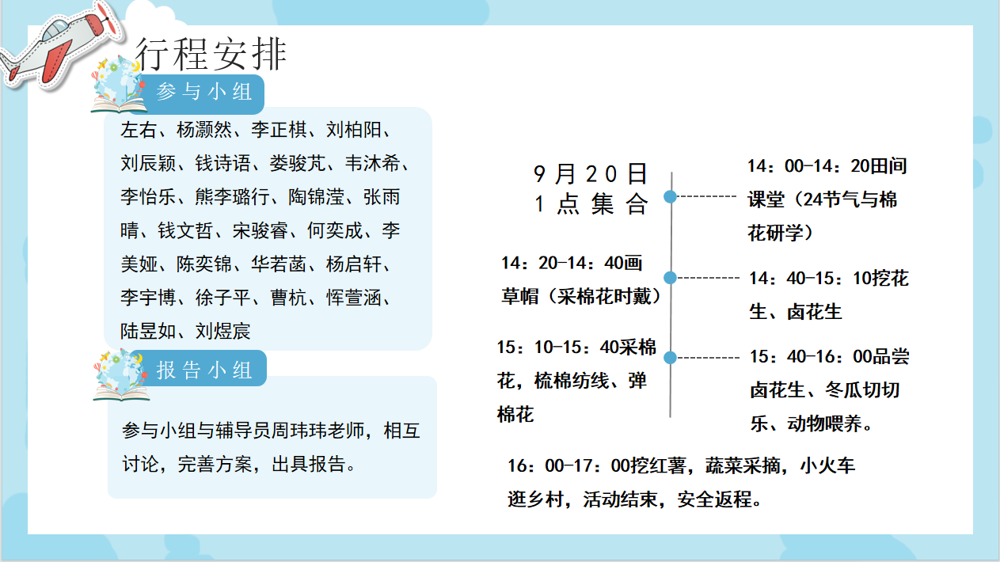 行程安排
参与小组
左右、杨灏然、李正棋、刘柏阳、
刘辰颖、钱诗语、娄骏芃、韦沐希、
李怡乐、熊李璐行、陶锦滢、张雨
晴、钱文哲、宋骏睿、何奕成、李
美娅、陈奕锦、华若菡、杨启轩、
李宇博、徐子平、曹杭、恽萱涵、
陆昱如、刘煜宸
报告小组
参与小组与辅导员周玮玮老师，相互
讨论，完善方案，出具报告。
9月20日
1点集合
14：00-14：20田间
课堂（24节气与棉
花研学）
14：20-14：40画
草帽（采棉花时戴）
14：40-15：10挖花
生、卤花生
15：10-15：40采棉
花，梳棉纺线、弹
棉花
15：40-16：00品尝
卤花生、冬瓜切切
乐、动物喂养。
16：00-17：00挖红薯，蔬菜采摘，小火车
逛乡村，活动结束，安全返程。